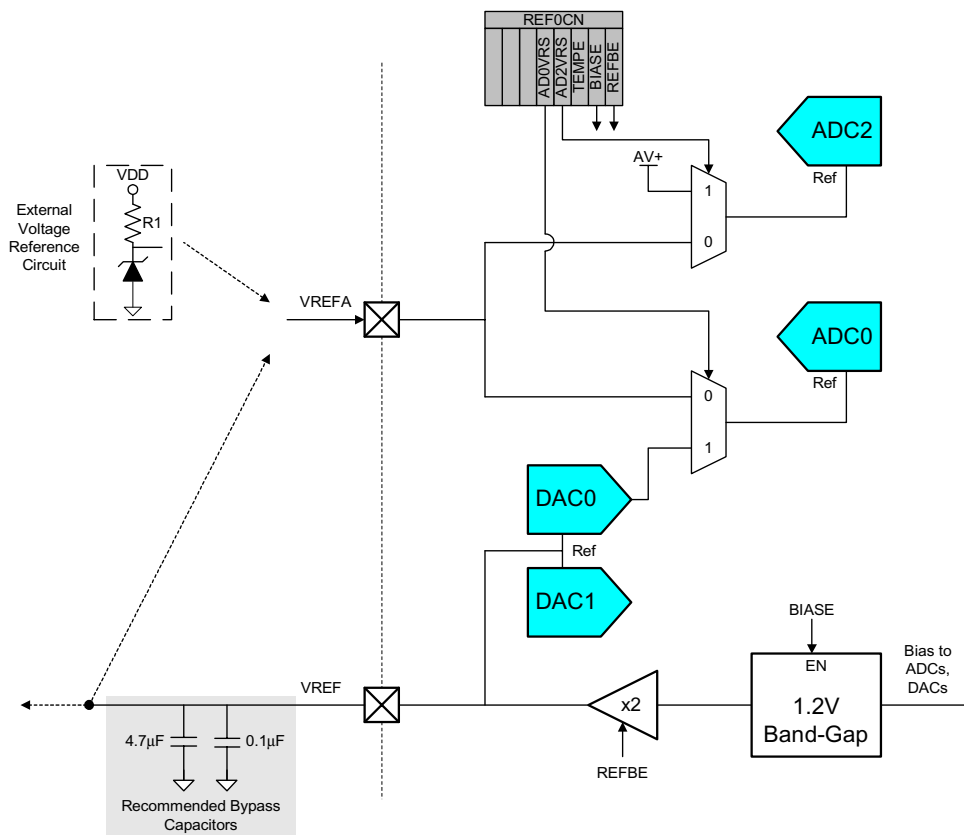 REF0CN
AD0VRS
AD2VRS
TEMPE
BIASE
REFBE
ADC2
Ref
AV+
1
0
VDD
R1
External
Voltage
Reference
Circuit
VREFA
ADC0
Ref
0
1
DAC0
Ref
DAC1
BIASE
EN
1.2V
Band-Gap
Bias to
ADCs,
DACs
VREF
x2
REFBE
4.7µF
0.1µF
Recommended Bypass
Capacitors